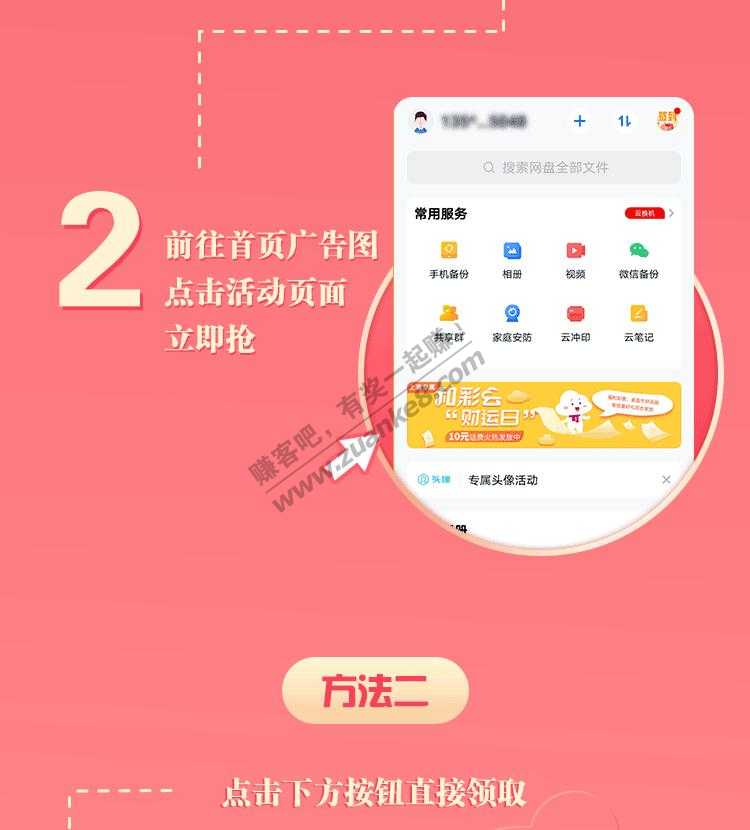 签到
搜索网盘全部文件
常用服务
云换机
手机备份
相册
视频
微信备份
共享群
家庭安防
云冲印
云笔记
2
前往首页广告图
点击活动页面
立即抢
和彩云
“财运日”
10元话费火热发放中
头嗨 专属头像活动
赚客吧，有奖一起赚！
www.zuanke8.com
方法二
点击下方按钮直接领取